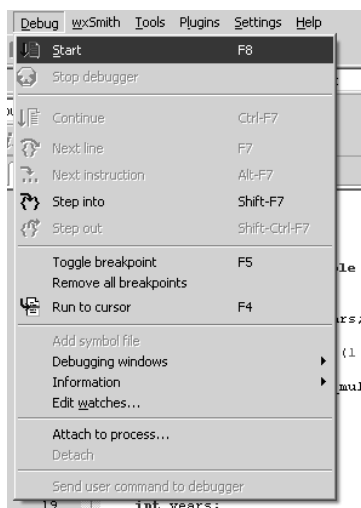 Debug wxSmith Tools Plugins Settings Help
Start F8
Stop debugger
Continue Ctrl-F7
Next line F7
Next instruction Alt-F7
Step into Shift-F7
Step out Shift-Ctrl-F7
Toggle breakpoint F5
Remove all breakpoints
Run to cursor F4
Add symbol file
Debugging windows
Information
Edit watches...
Attach to process...
Detach
Send user command to debugger
19 int years;